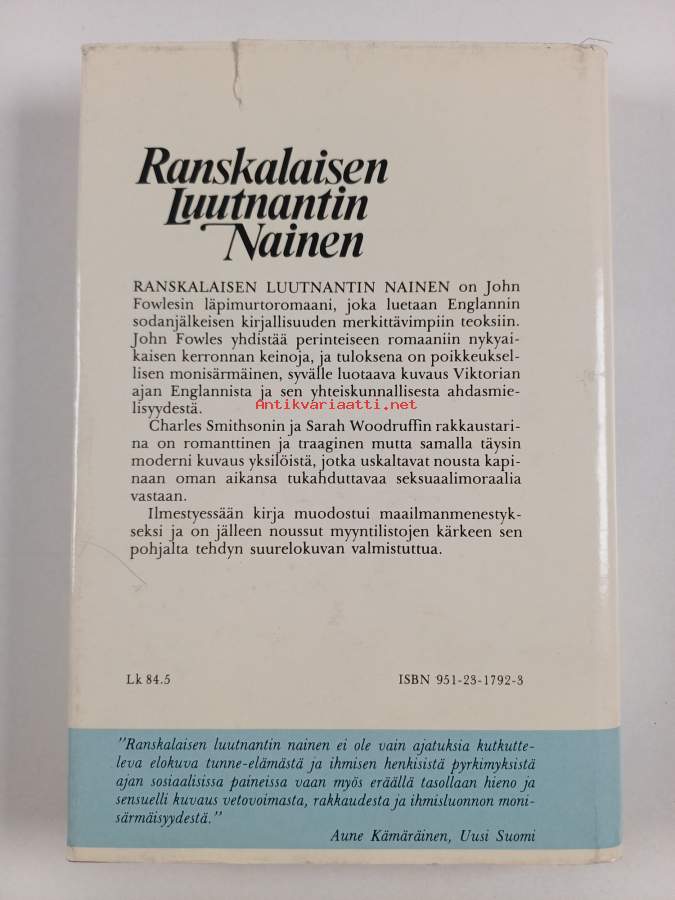 Ranskalaisen
Luutnantin
Nainen
RANSKALAISEN LUUTNANTIN NAINEN on John
Fowlesin läpimurtoromaani, joka luetaan Englannin
sodanjälkeisen kirjallisuuden merkittävimpiin teoksiin.
John Fowles yhdistää perinteiseen romaaniin nykyai-
kaisen kerronnan keinoja, ja tuloksena on poikkeuksel-
lisen monisärmäinen, syvälle luotaava kuvaus Viktorian
ajan Englannista ja sen yhteiskunnallisesta ahdasmie-
lisyydestä.
Antikvariaatti.net
Charles Smithsonin ja Sarah Woodruffin rakkaustari-
na on romanttinen ja traaginen mutta samalla täysin
moderni kuvaus yksilöistä, jotka uskaltavat nousta kapi-
naan oman aikansa tukahduttavaa seksuaalimoraalia
vastaan.
Ilmestyessään kirja muodostui maailmanmenestyk-
seksi ja on jälleen noussut myyntilistojen kärkeen sen
pohjalta tehdyn suurelokuvan valmistuttua.
Lk 84.5
ISBN 951-23-1792-3
"Ranskalaisen luutnantin nainen ei ole vain ajatuksia kutkutte-
leva elokuva tunne-elämästä ja ihmisen henkisistä pyrkimyksistä
ajan sosiaalisissa paineissa vaan myös eräällä tasollaan hieno ja
sensuelli kuvaus vetovoimasta, rakkaudesta ja ihmisluonnon moni-
särmäisyydestä."
Aune Kämäräinen, Uusi Suomi